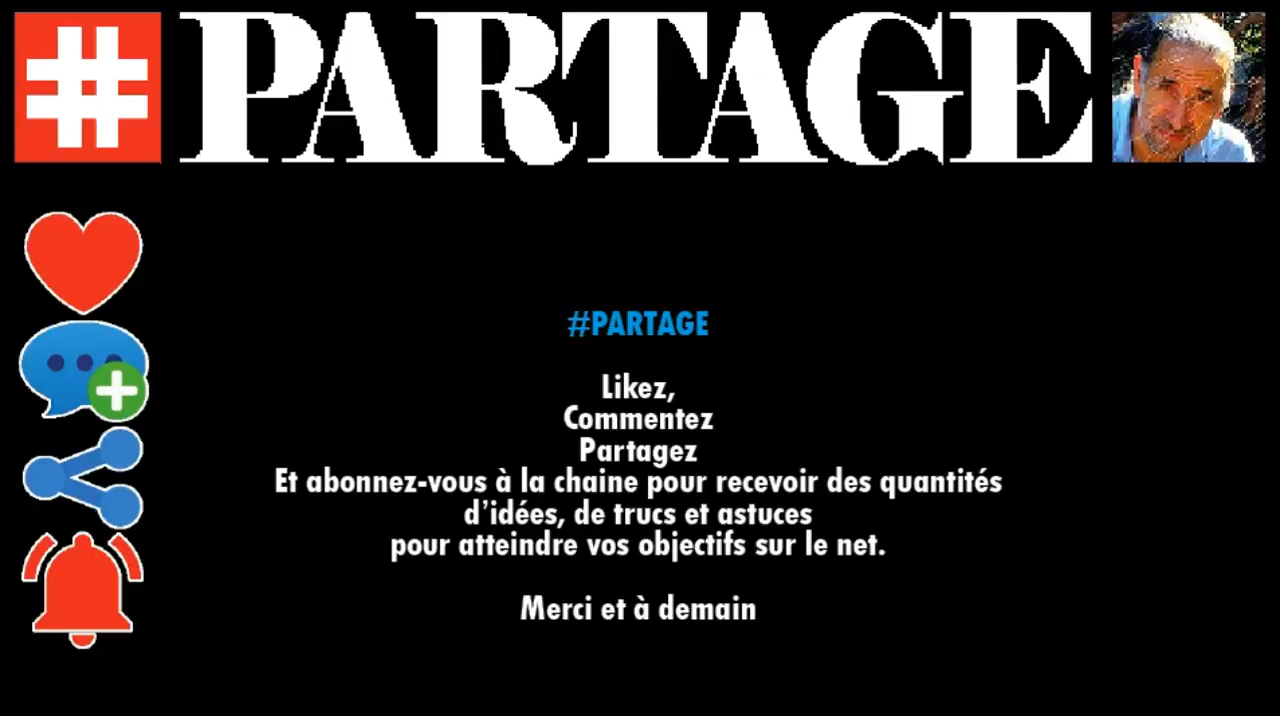 #PARTAGE
#PARTAGE
Likez,
Commentez
Partagez
Et abonnez-vous à la chaine pour recevoir des quantités
d’idées, de trucs et astuces
pour atteindre vos objectifs sur le net.
Merci et à demain